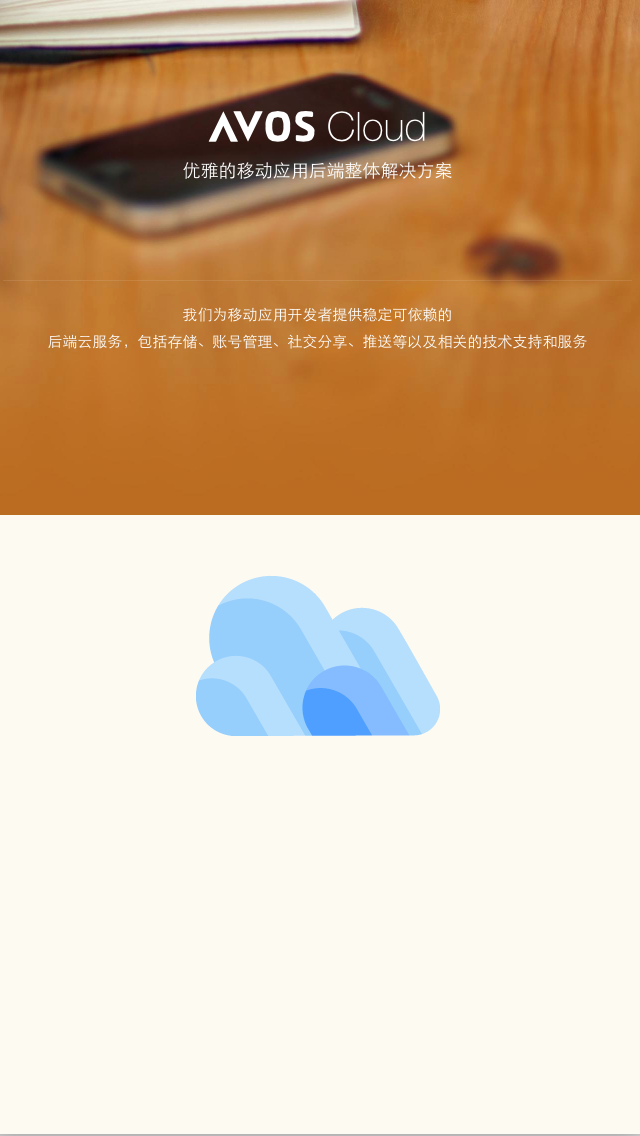 AVOS Cloud
优雅的移动应用后端整体解决方案
我们为移动应用开发者提供稳定可依赖的
后端云服务，包括存储、账号管理、社交分享、推送等以及相关的技术支持和服务